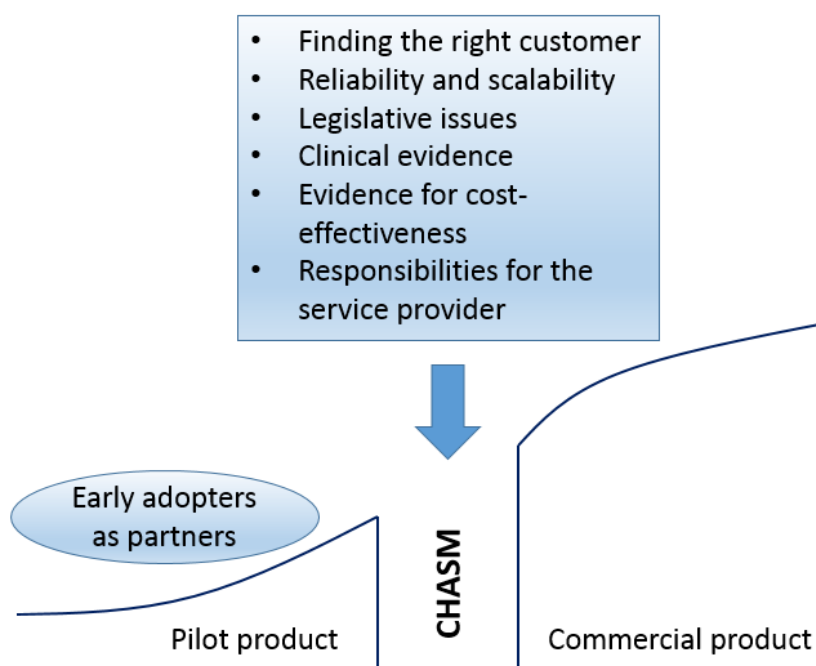 • Finding the right customer
• Reliability and scalability
• Legislative issues
• Clinical evidence
• Evidence for cost-
effectiveness
• Responsibilities for the
service provider
Early adopters
as partners
CHASM
Pilot product
Commercial product